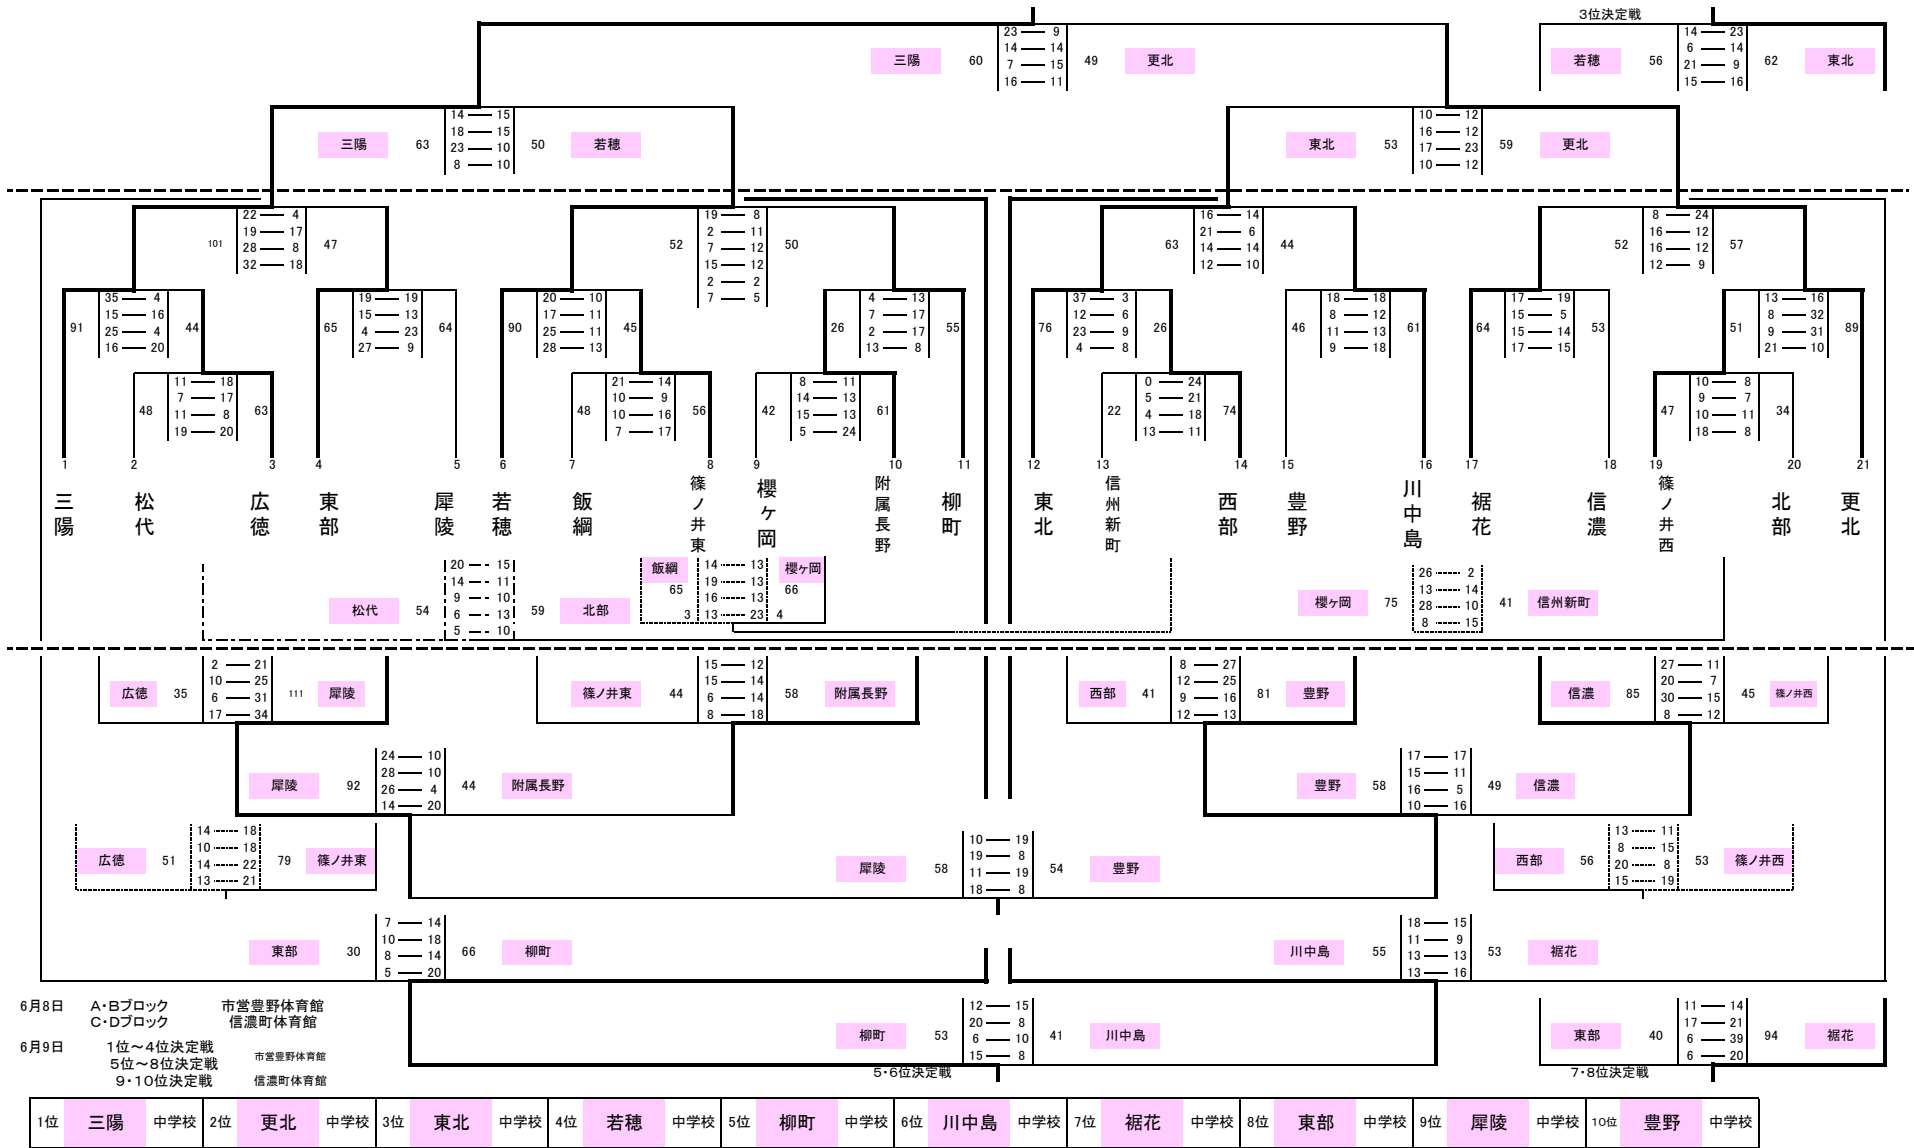 3位決定戦
三陽 60 23 9 49 更北
14 14
7 15
16 11
若穂 56 14 23 62 東北
6 14
21 9
15 16
三陽 63 14 15 50 若穂
18 15
23 10
8 10
東北 53 10 12 59 更北
16 12
17 23
10 12
101 22 4 47
19 17
28 8
32 18
52 19 8 50
2 11
7 12
15 12
2 2
7 5
63 16 14 44
21 6
14 14
12 10
52 8 24 57
16 12
16 12
12 9
91 35 4 44
15 16
25 4
16 20
65 19 19 64
15 13
4 23
27 9
90 20 10 45
17 11
25 11
28 13
26 4 13 55
7 17
2 17
13 8
76 37 3 26
12 6
23 9
4 8
46 18 18 61
8 12
11 13
9 18
64 17 19 53
15 5
15 14
17 15
51 13 16 89
8 32
9 31
21 10
48 11 18 63
7 17
11 8
19 20
48 21 14 56
10 9
10 16
7 17
42 8 11 61
14 13
15 13
5 24
22 0 24 74
5 21
4 18
13 11
47 10 8 34
9 7
10 11
18 8
1 2 3 4 5 6 7 8 9 10 11 12 13 14 15 16 17 18 19 20 21
三陽
松代
広徳
東部
犀陵
若穂
飯綱
篠ノ井東
櫻ヶ岡
附属長野
柳町
東北
信州新町
西部
豊野
川中島
裾花
信濃
篠ノ井西
北部
更北
松代 54 20 15 59 北部
14 11
9 10
6 13
5 10
飯綱 65 14 13 櫻ヶ岡 66
19 13
16 13
3 13 23 4
櫻ヶ岡 75 26 2 41 信州新町
13 14
28 10
8 15
広徳 35 2 21 111 犀陵
10 25
6 31
17 34
篠ノ井東 44 15 12 58 附属長野
15 14
6 14
8 18
西部 41 8 27 81 豊野
12 25
9 16
12 13
信濃 85 27 11 45 篠ノ井西
20 7
30 15
8 12
犀陵 92 24 10 44 附属長野
28 10
26 4
14 20
豊野 58 17 17 49 信濃
15 11
16 5
10 16
広徳 51 14 18 79 篠ノ井東
10 18
14 22
13 21
犀陵 58 10 19 54 豊野
19 8
11 19
18 8
西部 56 13 11 53 篠ノ井西
8 15
20 8
15 19
東部 30 7 14 66 柳町
10 18
8 14
5 20
川中島 55 18 15 53 裾花
11 9
13 13
13 16
柳町 53 12 15 41 川中島
20 8
6 10
15 8
5・6位決定戦
東部 40 11 14 94 裾花
17 21
6 39
6 20
7・8位決定戦
6月8日 A・Bブロック 市営豊野体育館
C・Dブロック 信濃町体育館
6月9日 1位～4位決定戦
市営豊野体育館
5位～8位決定戦
9・10位決定戦 信濃町体育館
1位 三陽 中学校 2位 更北 中学校 3位 東北 中学校 4位 若穂 中学校 5位 柳町 中学校 6位 川中島 中学校 7位 裾花 中学校 8位 東部 中学校 9位 犀陵 中学校 10位 豊野 中学校